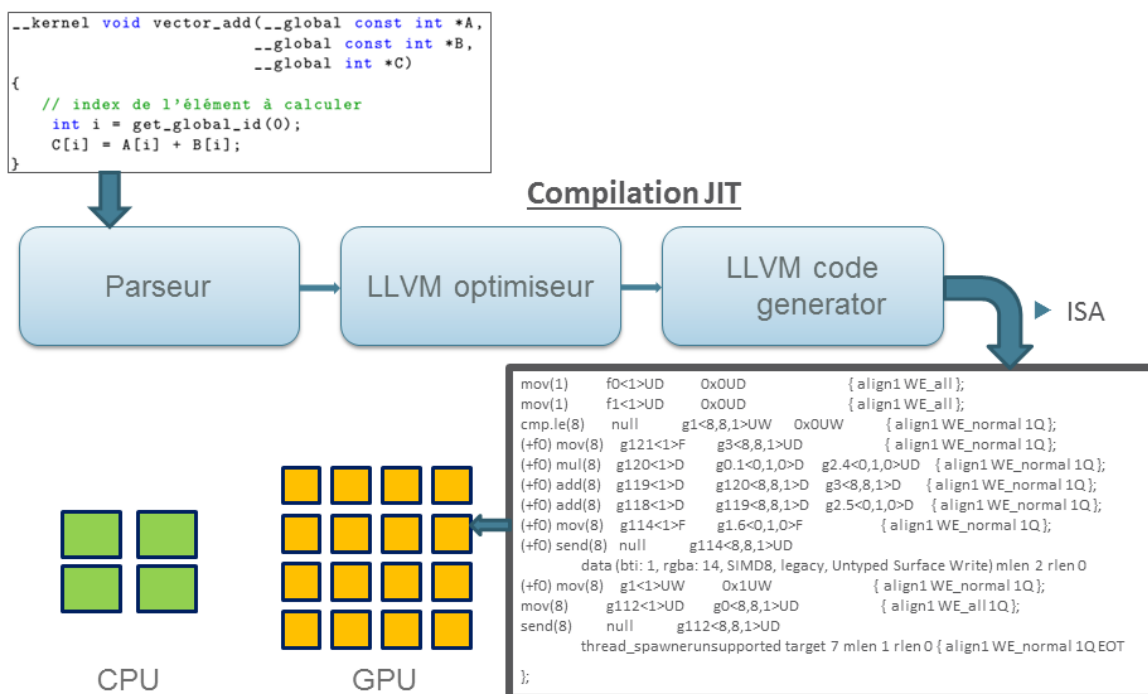 __kernel void vector_add(__global const int *A,
__global const int *B,
__global int *C)
{
// index de l'élément à calculer
int i = get_global_id(0);
C[i] = A[i] + B[i];
}
Compilation JIT
Parseur
LLVM optimiseur
LLVM code
generator
ISA
mov(1) f0<1>UD 0x0UD { align1 WE_all };
mov(1) f1<1>UD 0x0UD { align1 WE_all };
cmp.le(8) null g1<8,8,1>UW 0x0UW { align1 WE_normal 1Q };
(+f0) mov(8) g121<1>F g3<8,8,1>UD { align1 WE_normal 1Q };
(+f0) mul(8) g120<1>D g0.1<0,1,0>D g2.4<0,1,0>UD { align1 WE_normal 1Q };
(+f0) add(8) g119<1>D g120<8,8,1>D g3<8,8,1>D { align1 WE_normal 1Q };
(+f0) add(8) g118<1>D g119<8,8,1>D g2.5<0,1,0>D { align1 WE_normal 1Q };
(+f0) mov(8) g114<1>F g1.6<0,1,0>F { align1 WE_normal 1Q };
(+f0) send(8) null g114<8,8,1>UD
data (bti: 1, rgba: 14, SIMD8, legacy, Untyped Surface Write) mlen 2 rlen 0
(+f0) mov(8) g1<1>UW 0x1UW { align1 WE_normal 1Q };
mov(8) g112<1>UD g0<8,8,1>UD { align1 WE_all 1Q };
send(8) null g112<8,8,1>UD
thread_spawnerunsupported target 7 mlen 1 rlen 0 { align1 WE_normal 1Q EOT
};
CPU
GPU